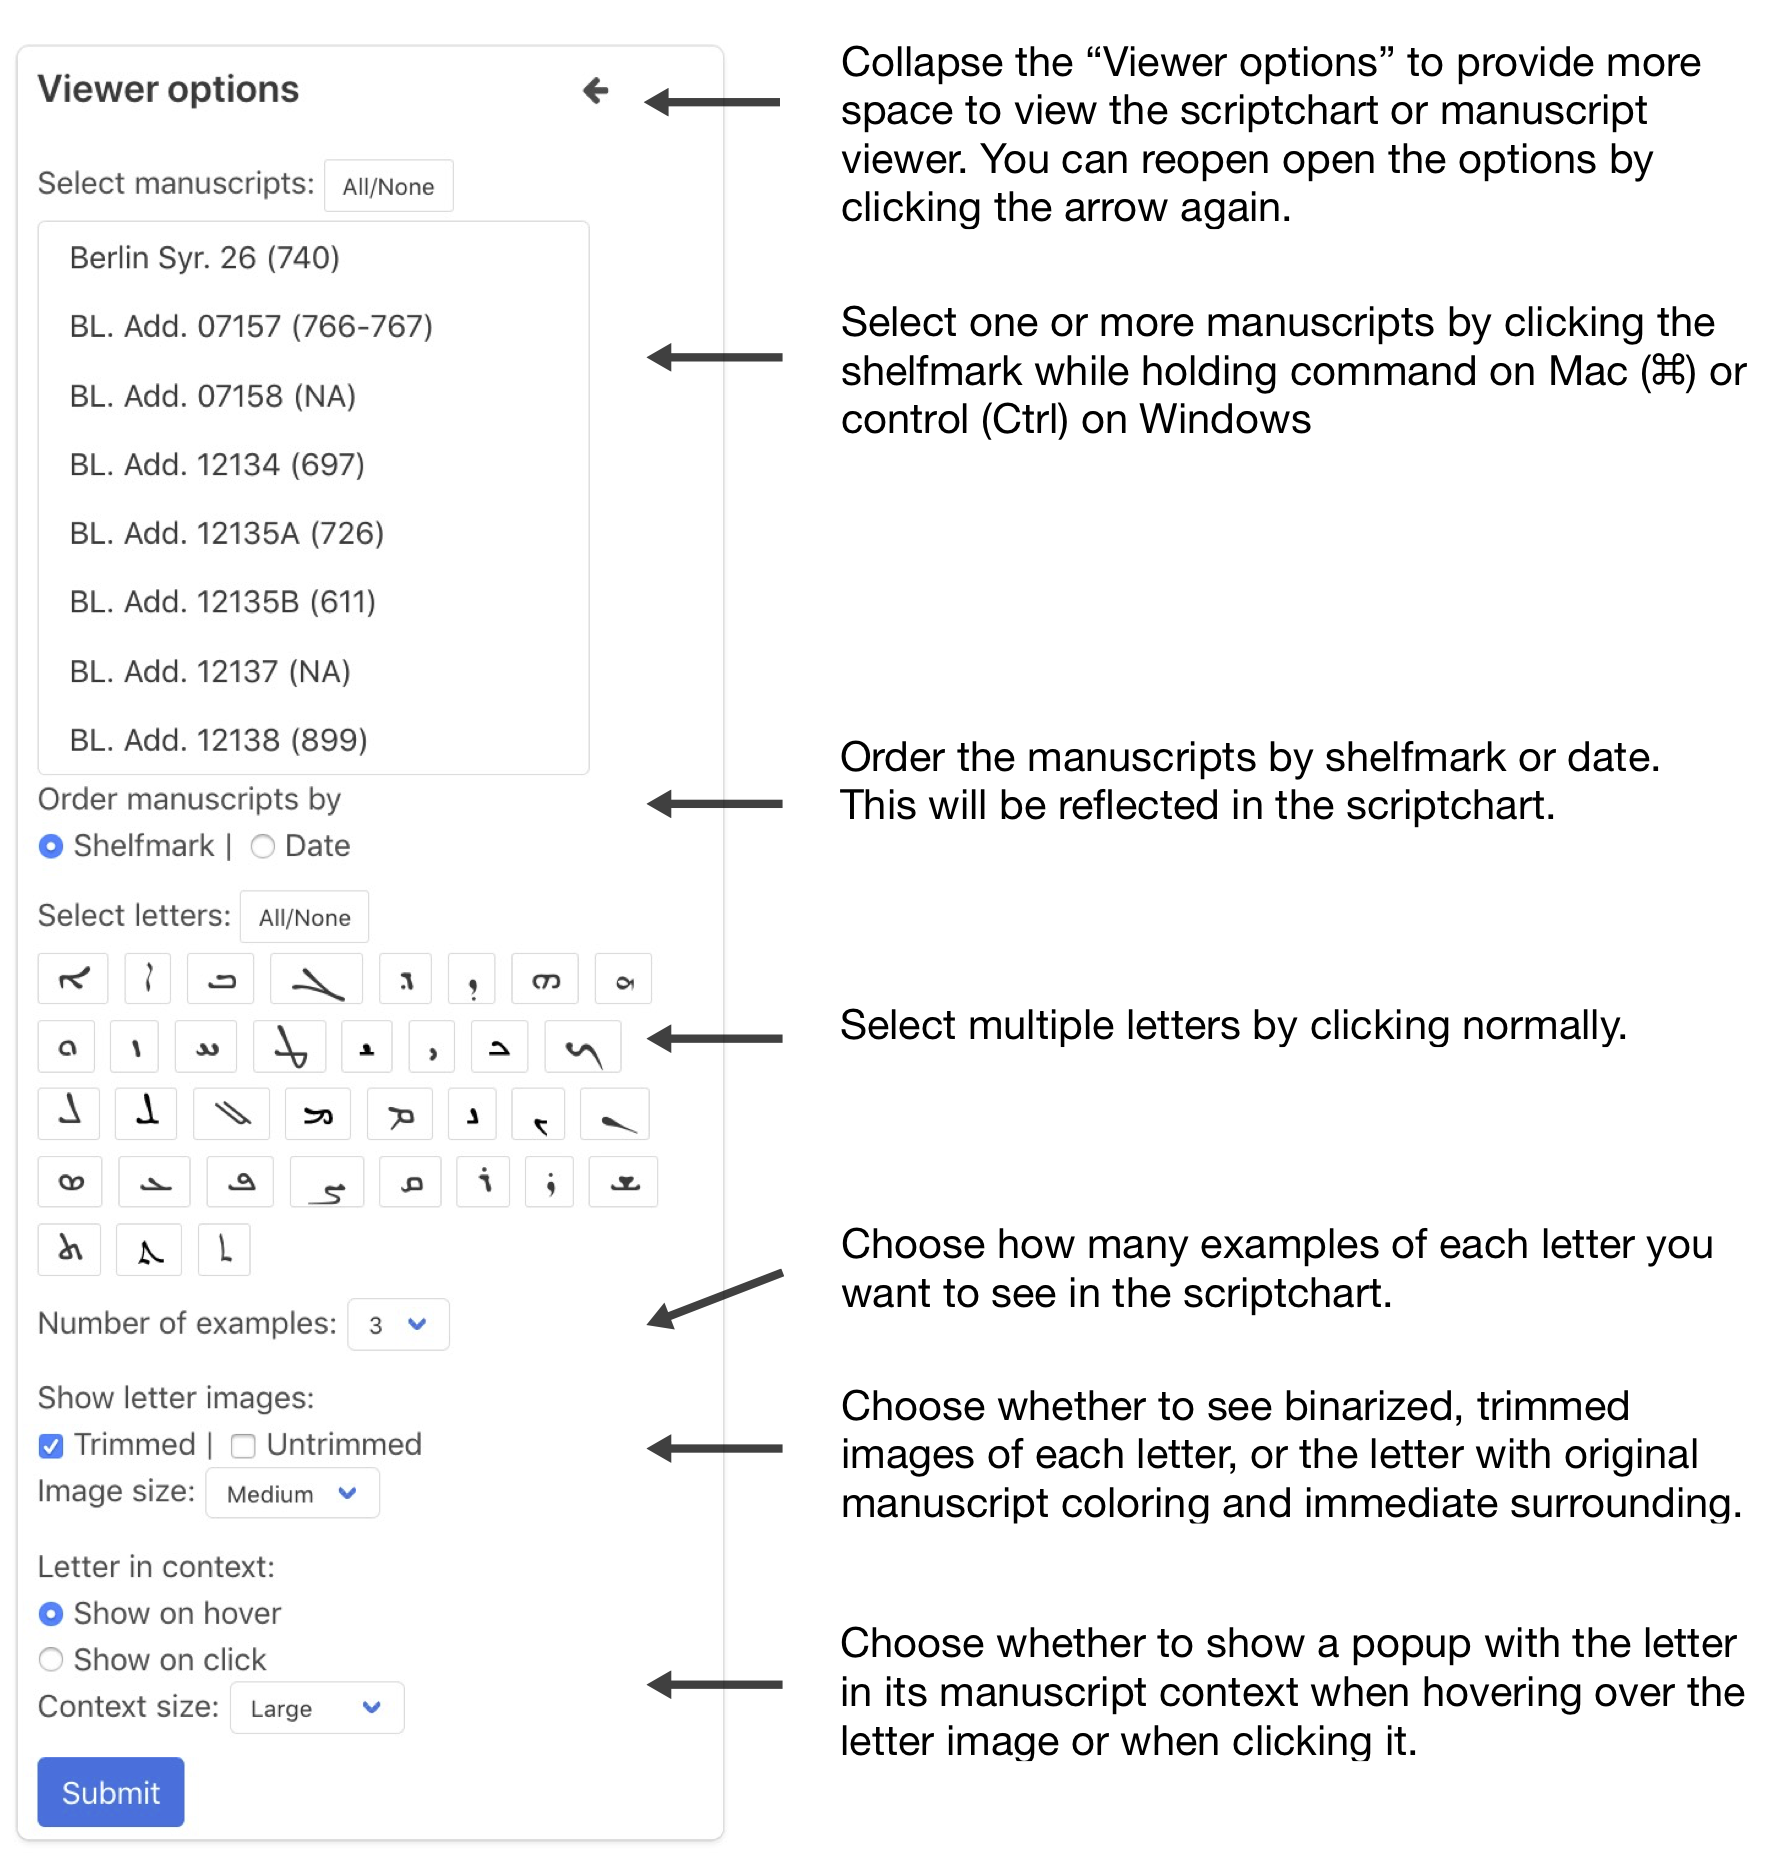 Viewer options
Collapse the “Viewer options” to provide more
space to view the scriptchart or manuscript
viewer. You can reopen open the options by
clicking the arrow again.
Select manuscripts: All/None
Berlin Syr. 26 (740)
BL. Add. 07157 (766-767)
BL. Add. 07158 (NA)
BL. Add. 12134 (697)
BL. Add. 12135A (726)
BL. Add. 12135B (611)
BL. Add. 12137 (NA)
BL. Add. 12138 (899)
Select one or more manuscripts by clicking the
shelfmark while holding command on Mac (⌘) or
control (Ctrl) on Windows
Order manuscripts by
Shelfmark | Date
Order the manuscripts by shelfmark or date.
This will be reflected in the scriptchart.
Select letters: All/None
Select multiple letters by clicking normally.
Number of examples: 3
Choose how many examples of each letter you
want to see in the scriptchart.
Show letter images:
Trimmed | Untrimmed
Image size: Medium
Choose whether to see binarized, trimmed
images of each letter, or the letter with original
manuscript coloring and immediate surrounding.
Letter in context:
Show on hover
Show on click
Context size: Large
Choose whether to show a popup with the letter
in its manuscript context when hovering over the
letter image or when clicking it.
Submit